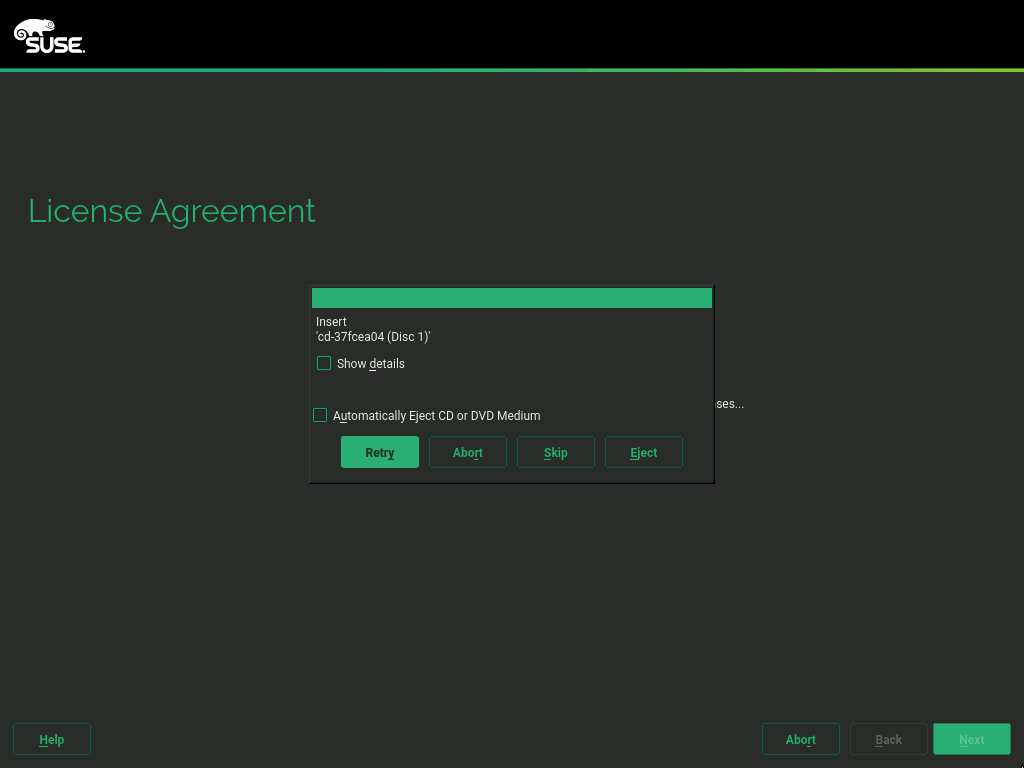 SUSE.
License Agreement
Insert
'cd-37fcea04 (Disc 1)'
Show details
ses...
Automatically Eject CD or DVD Medium
Retry Abort Skip Eject
Help Abort Back Next